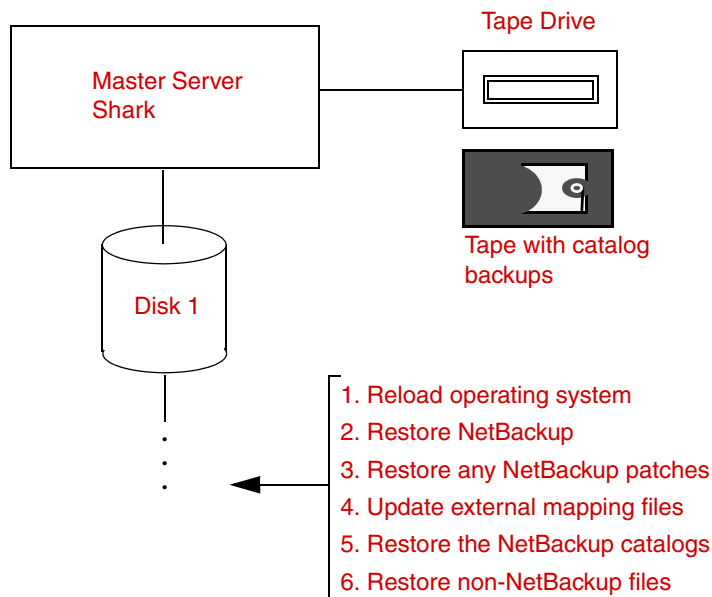 Tape Drive
Master Server
Shark
Tape with catalog
backups
Disk 1
1. Reload operating system
2. Restore NetBackup
3. Restore any NetBackup patches
4. Update external mapping files
5. Restore the NetBackup catalogs
6. Restore non-NetBackup files